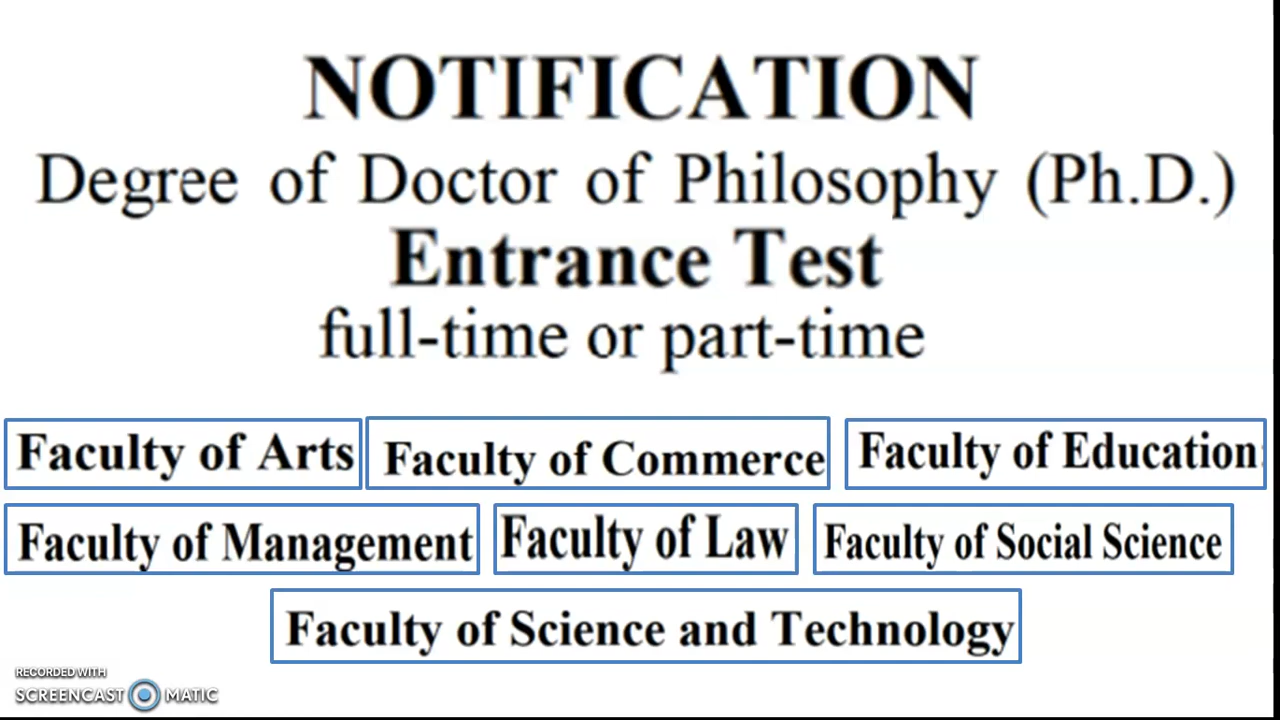 NOTIFICATION
Degree of Doctor of Philosophy (Ph.D.)
Entrance Test
full-time or part-time
Faculty of Arts
Faculty of Commerce
Faculty of Education:
Faculty of Management
Faculty of Law
Faculty of Social Science
Faculty of Science and Technology
RECORDED WITH
SCREENCAST MATIC